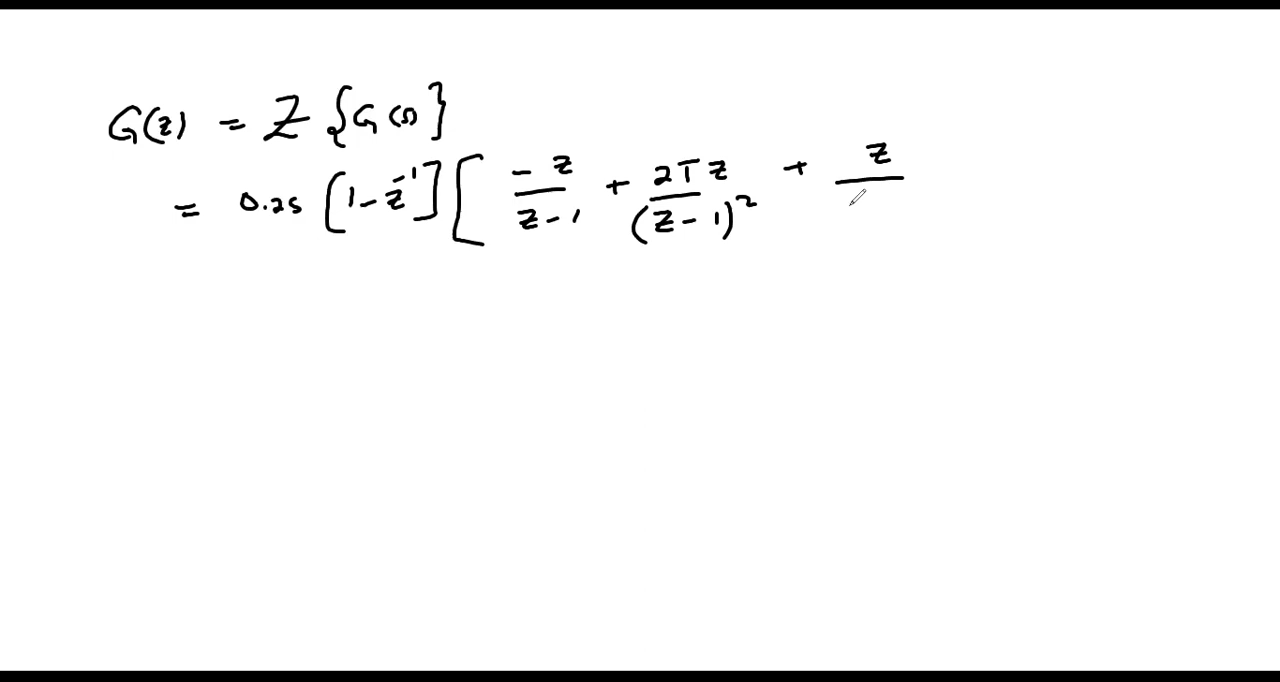 G(z) = Z {G(s)}
= 0.25 [1-z⁻¹] [ -z/(z-1) + 2Tz/(z-1)² + z/